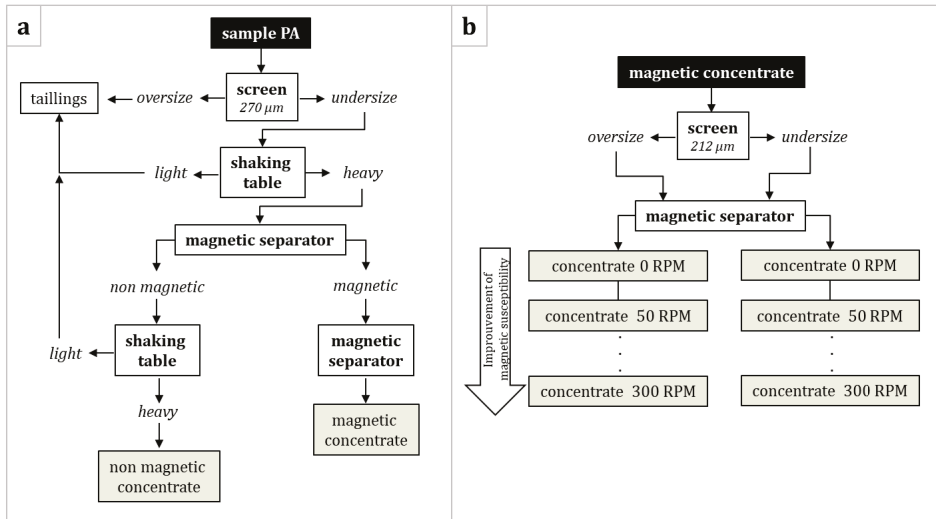 a
sample PA
screen
270 µm
oversize
undersize
taillings
shaking
table
light
heavy
magnetic separator
non magnetic
magnetic
shaking
table
light
magnetic
separator
heavy
magnetic
concentrate
non magnetic
concentrate
b
magnetic concentrate
screen
212 µm
oversize
undersize
magnetic separator
Improuvement of
magnetic susceptibility
concentrate 0 RPM
concentrate 0 RPM
concentrate 50 RPM
concentrate 50 RPM
concentrate 300 RPM
concentrate 300 RPM